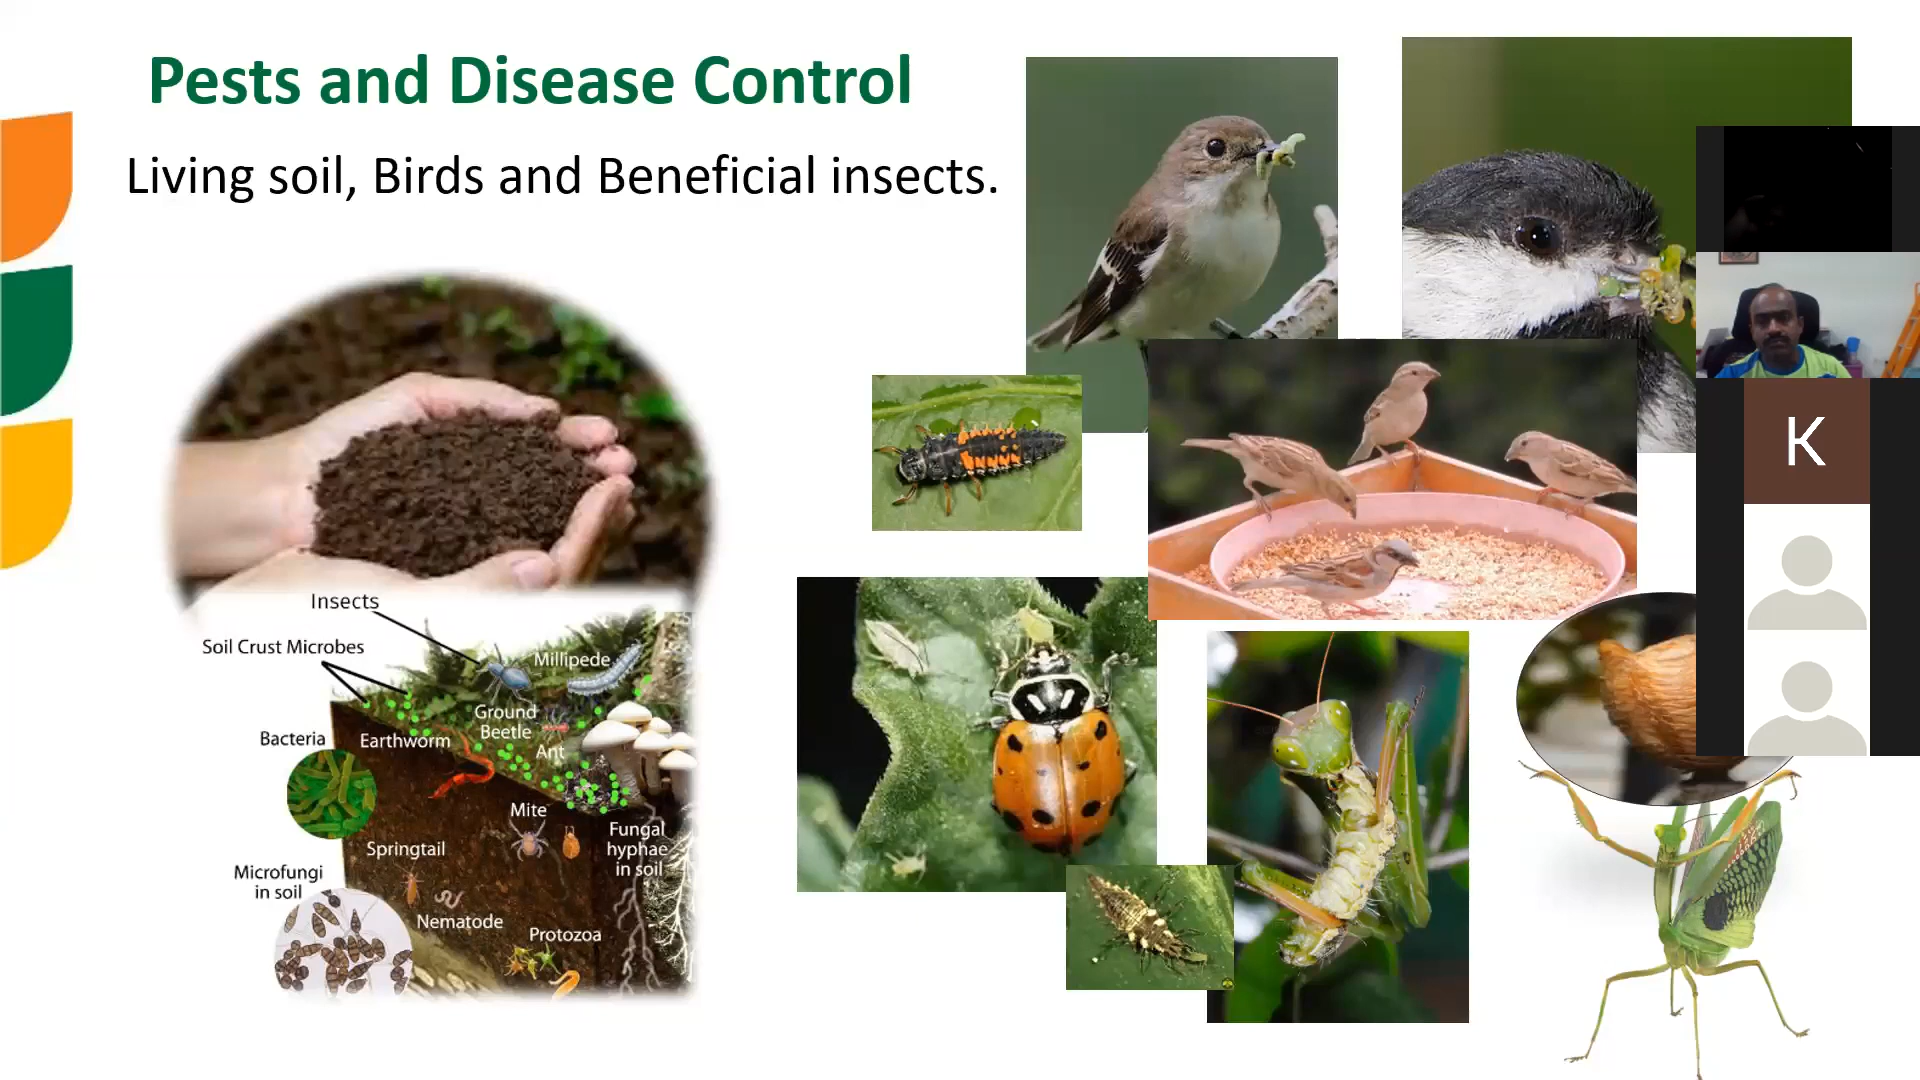 Pests and Disease Control
Living soil, Birds and Beneficial insects.
Insects
Soil Crust Microbes
Millipede
Ground
Beetle
Bacteria
Earthworm
Ant
Mite
Fungal
hyphae
in soil
Springtail
Microfungi
in soil
Nematode
Protozoa
K